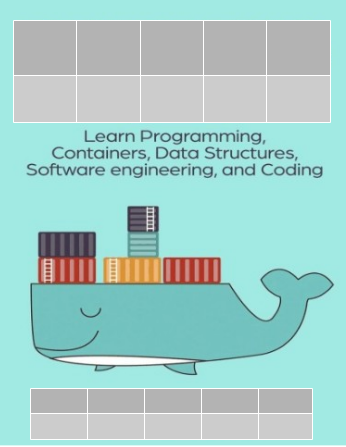 Learn Programming,
Containers, Data Structures,
Software engineering, and Coding